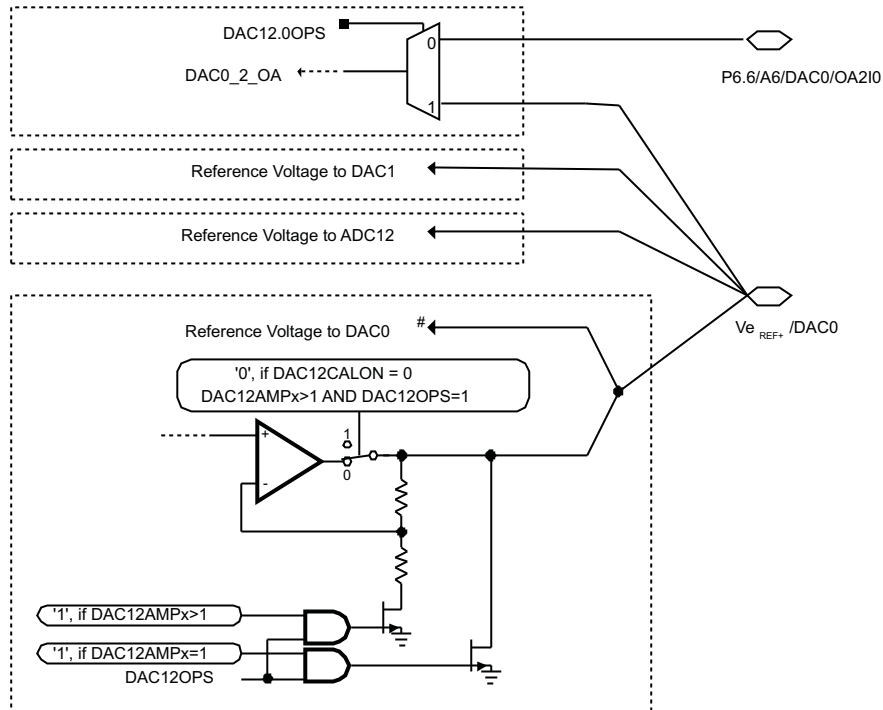 DAC12.0OPS
0
DAC0_2_OA
P6.6/A6/DAC0/OA2I0
1
Reference Voltage to DAC1
Reference Voltage to ADC12
Reference Voltage to DAC0
#
Ve REF+ /DAC0
'0', if DAC12CALON = 0
DAC12AMPx>1 AND DAC12OPS=1
+
1
0
-
'1', if DAC12AMPx>1
'1', if DAC12AMPx=1
DAC12OPS